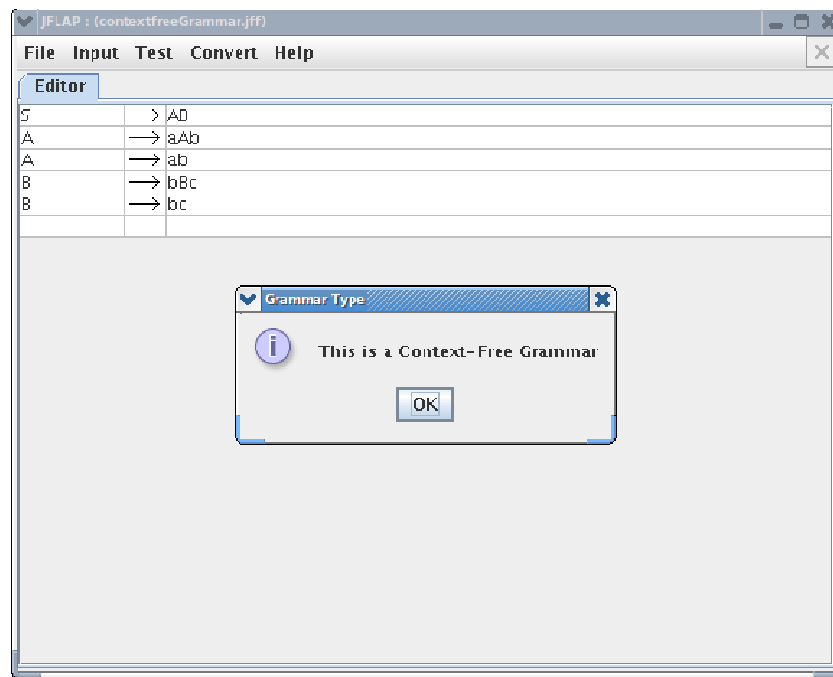 JFLAP : (contextfreeGrammar.jff)
File Input Test Convert Help
Editor
S → AB
A → aAb
A → ab
B → bBc
B → bc
Grammar Type
This is a Context-Free Grammar
OK